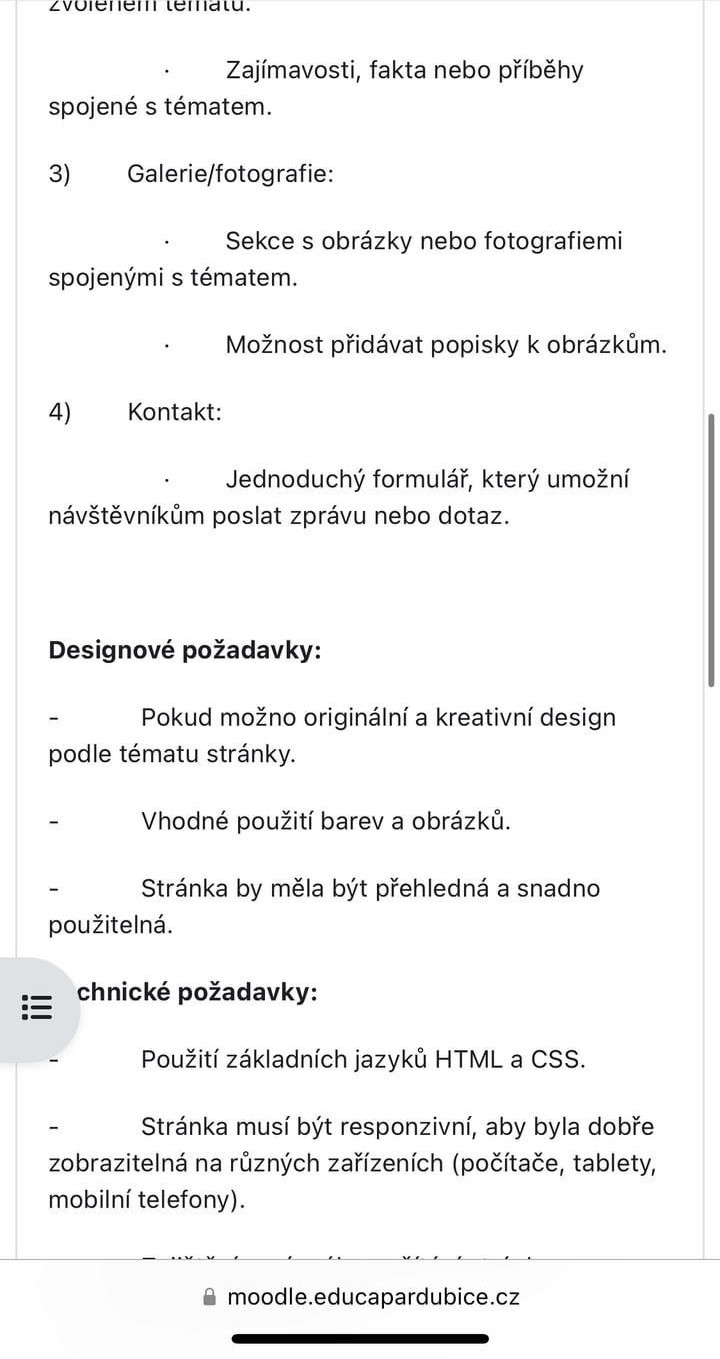 zvoleném tématu.
· Zajímavosti, fakta nebo příběhy
spojené s tématem.
3) Galerie/fotografie:
· Sekce s obrázky nebo fotografiemi
spojenými s tématem.
· Možnost přidávat popisky k obrázkům.
4) Kontakt:
· Jednoduchý formulář, který umožní
návštěvníkům poslat zprávu nebo dotaz.
Designové požadavky:
- Pokud možno originální a kreativní design
podle tématu stránky.
- Vhodné použití barev a obrázků.
- Stránka by měla být přehledná a snadno
použitelná.
chnické požadavky:
- Použití základních jazyků HTML a CSS.
- Stránka musí být responzivní, aby byla dobře
zobrazitelná na různých zařízeních (počítače, tablety,
mobilní telefony).
moodle.educapardubice.cz